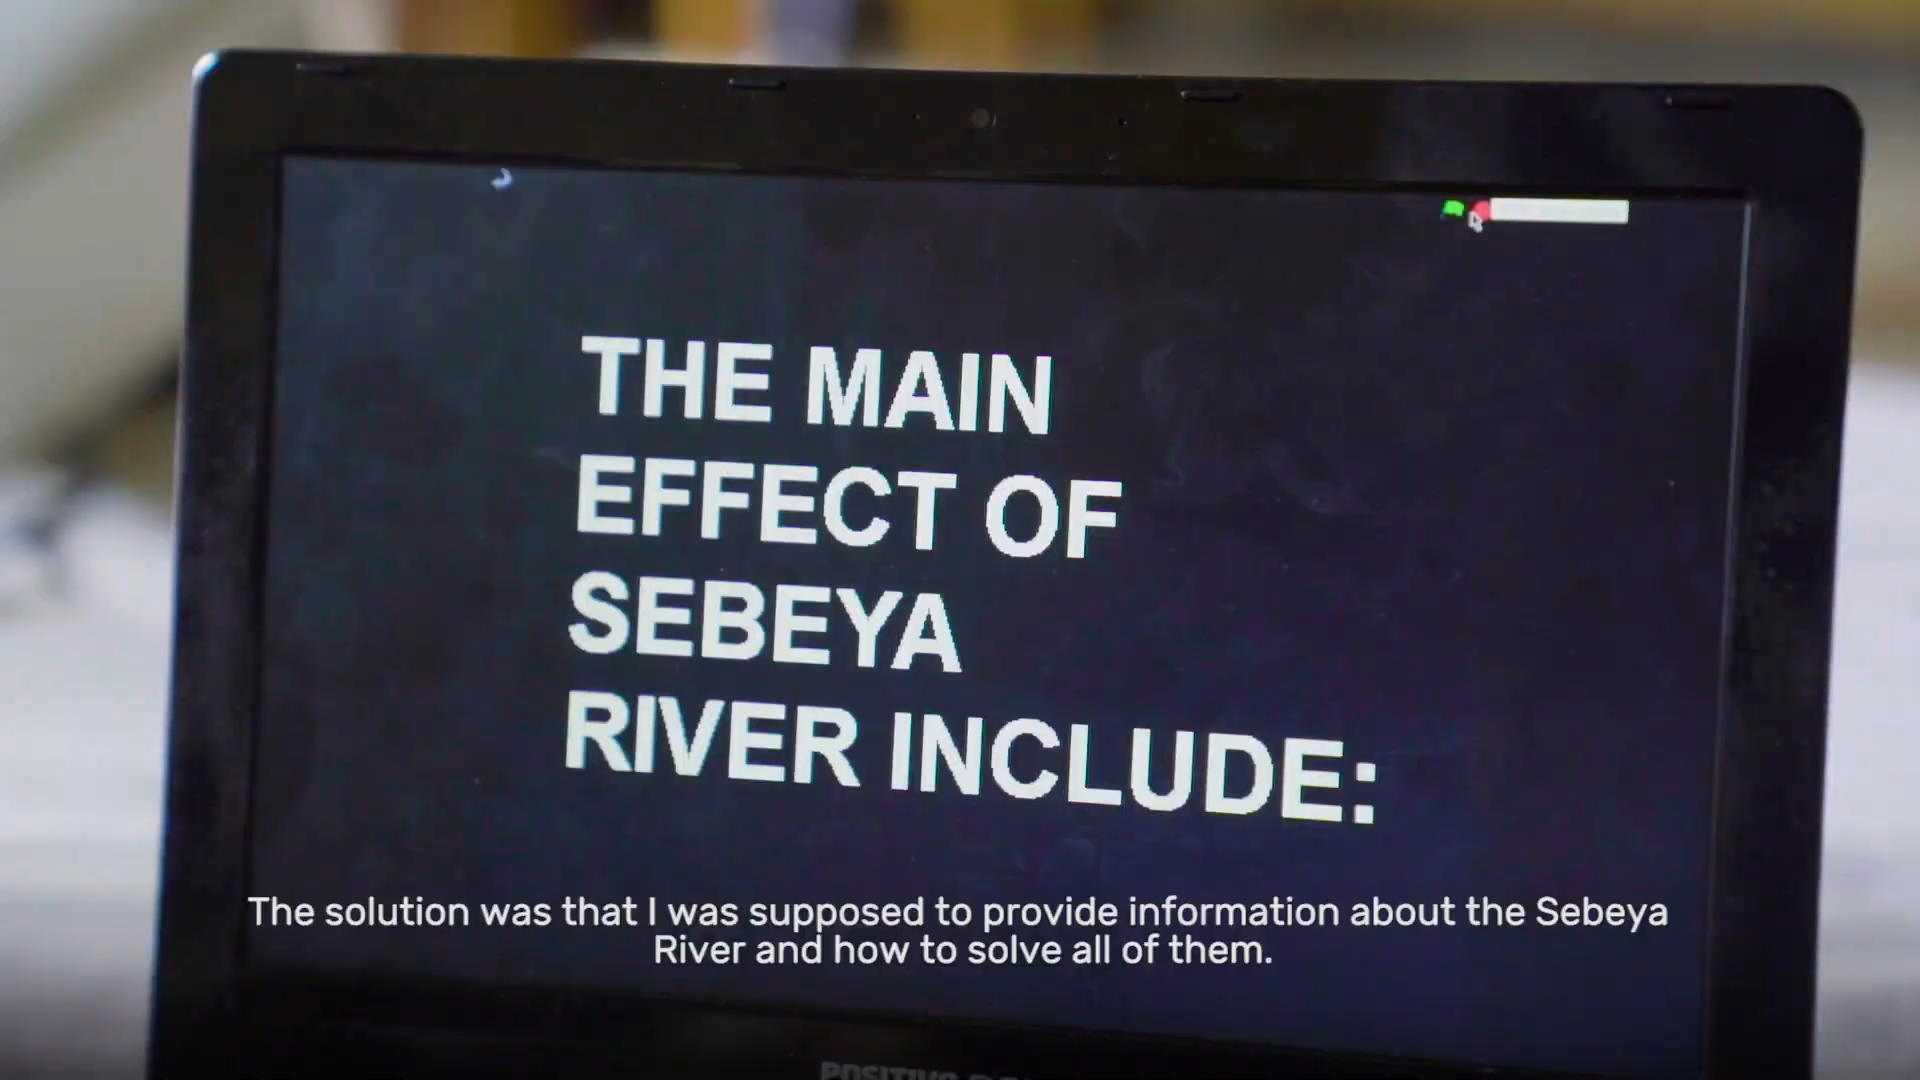 THE MAIN
EFFECT OF
SEBEYA
RIVER INCLUDE:
The solution was that I was supposed to provide information about the Sebeya
River and how to solve all of them.
POSITIVO